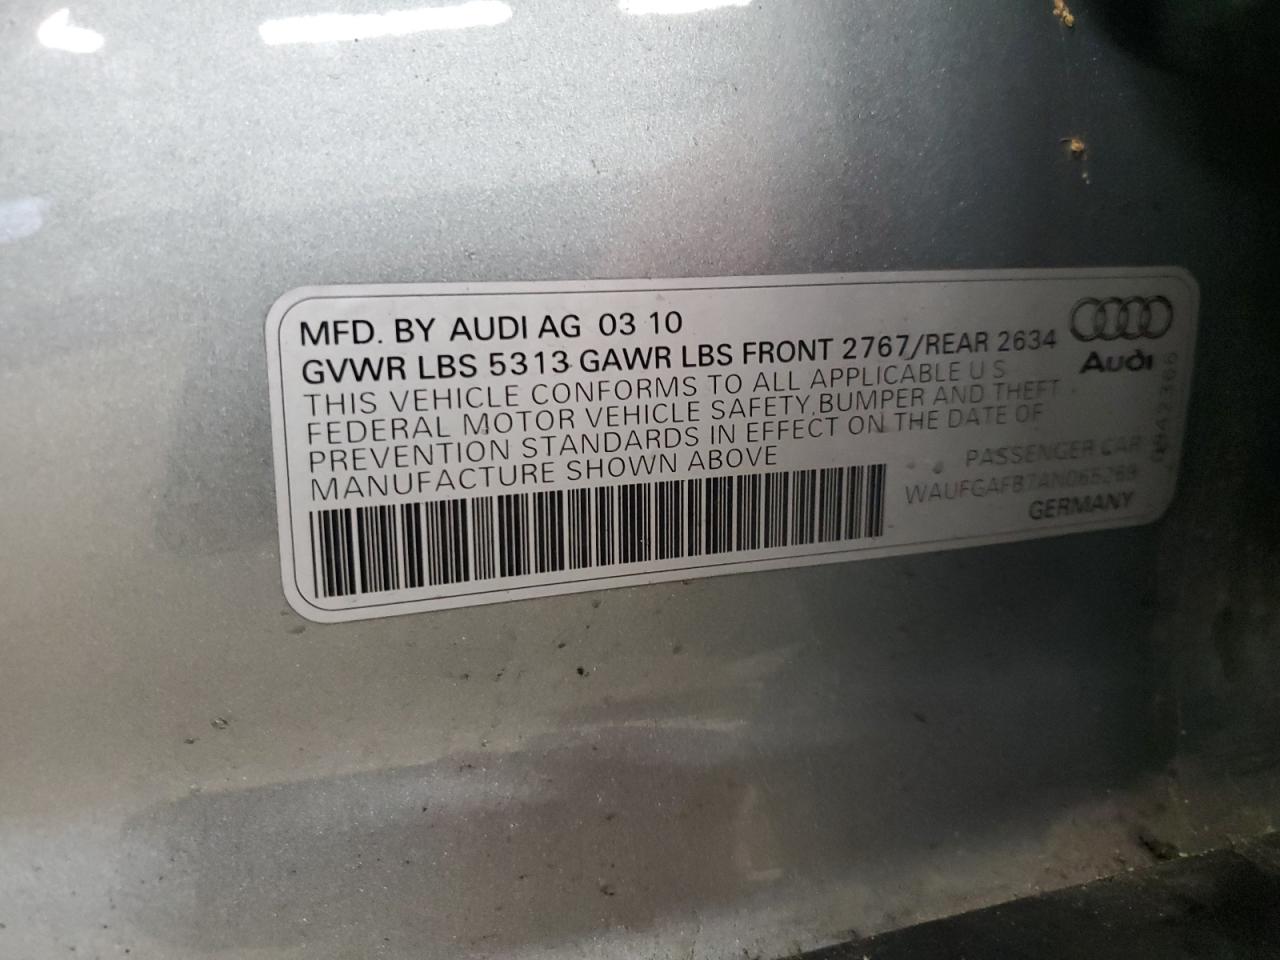 MFD. BY AUDI AG 03 10
GVWR LBS 5313 GAWR LBS FRONT 2767/REAR 2634
Audi
THIS VEHICLE CONFORMS TO ALL APPLICABLE U S
FEDERAL MOTOR VEHICLE SAFETY, BUMPER AND THEFT
PREVENTION STANDARDS IN EFFECT ON THE DATE OF
MANUFACTURE SHOWN ABOVE
PASSENGER CAR
WAUFGAFB7AN065269
GERMANY